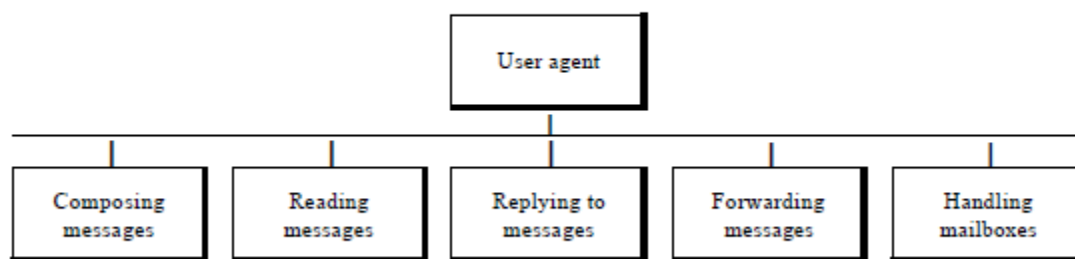 User agent
Composing
messages
Reading
messages
Replying to
messages
Forwarding
messages
Handling
mailboxes